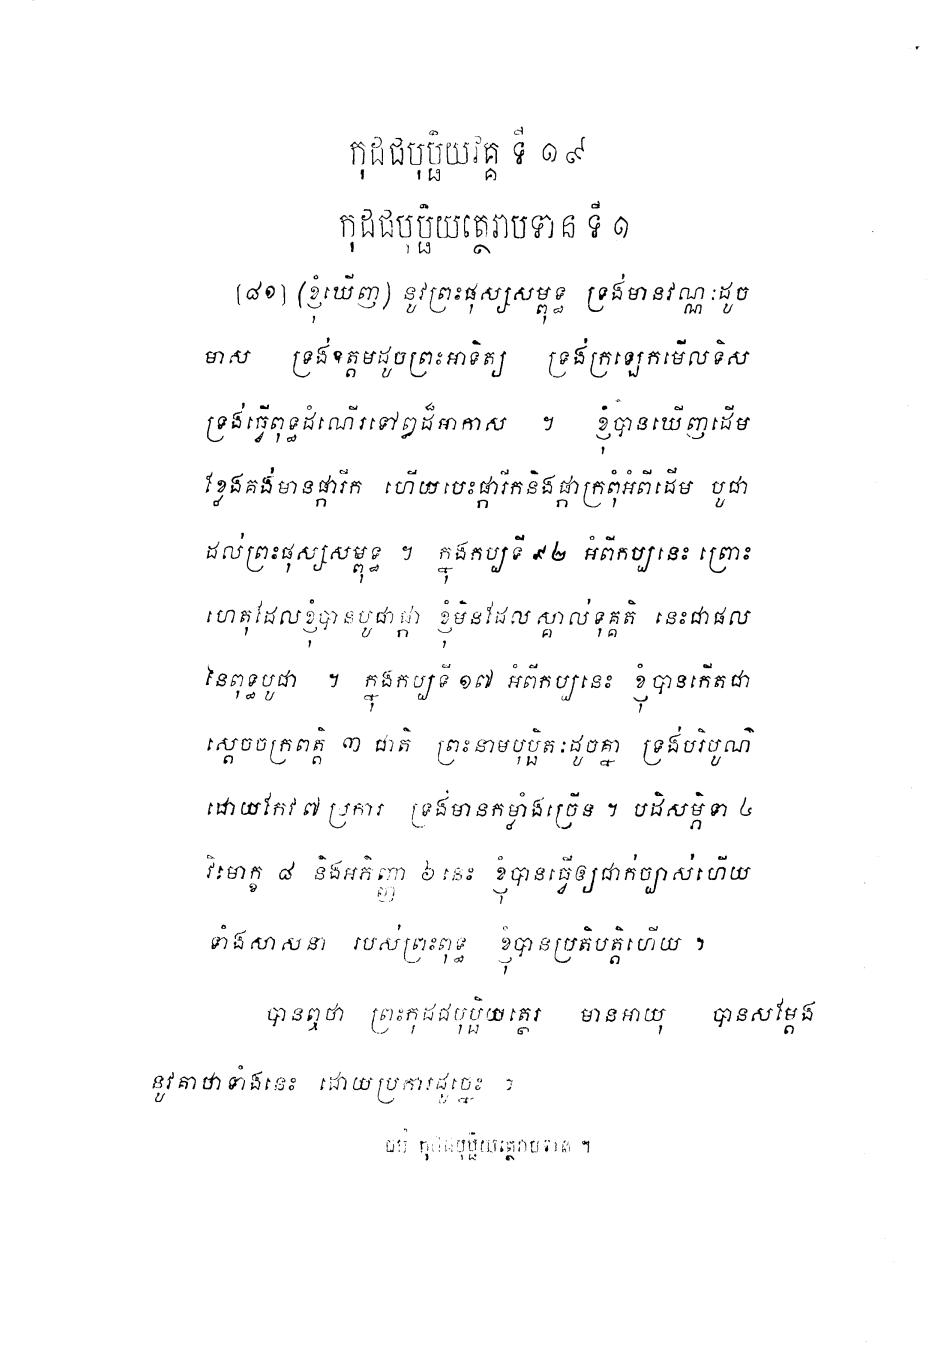 កុដជបុប្ផិយវគ្គ ទី ១៩
កុដជបុប្ផិយត្ថេរាបទាន ទី ១
(៨១) (ខ្ញុំឃើញ) នូវព្រះផុស្សសម្ពុទ្ធ ទ្រង់មានវណ្ណៈដូច
មាស ទ្រង់ឧត្តមដូចព្រះអាទិត្យ ទ្រង់ក្រឡេកមើលទិស
ទ្រង់ធ្វើពុទ្ធដំណើរទៅឰដ៏អាកាស ។ ខ្ញុំបានឃើញដើម
ខ្លែងគង់មានផ្ការីក ហើយបេះផ្ការីកនិងផ្កាក្រពុំអំពីដើម បូជា
ដល់ព្រះផុស្សសម្ពុទ្ធ ។ ក្នុងកប្បទី ៩២ អំពីកប្បនេះ ព្រោះ
ហេតុដែលខ្ញុំបានបូជាផ្កា ខ្ញុំមិនដែលស្គាល់ទុគ្គតិ នេះជាផល
នៃពុទ្ធបូជា ។ ក្នុងកប្បទី ១៧ អំពីកប្បនេះ ខ្ញុំបានកើតជា
ស្តេចចក្រពត្តិ ៣ ជាតិ ព្រះនាមបុប្ផិតៈដូចគ្នា ទ្រង់បរិបូណ៌
ដោយកែវ ៧ ប្រការ ទ្រង់មានកម្លាំងច្រើន ។ បដិសម្ភិទា ៤
វិមោក្ខ ៨ និងអភិញ្ញា ៦ នេះ ខ្ញុំបានធ្វើឲ្យជាក់ច្បាស់ហើយ
ទាំងសាសនា របស់ព្រះពុទ្ធ ខ្ញុំបានប្រតិបត្តិហើយ ។
បានឮថា ព្រះកុដជបុប្ផិយត្ថេរ មានអាយុ បានសម្តែង
នូវគាថាទាំងនេះ ដោយប្រការដូច្នេះ ។
ចប់ កុដជបុប្ផិយត្ថេរាបទាន ។